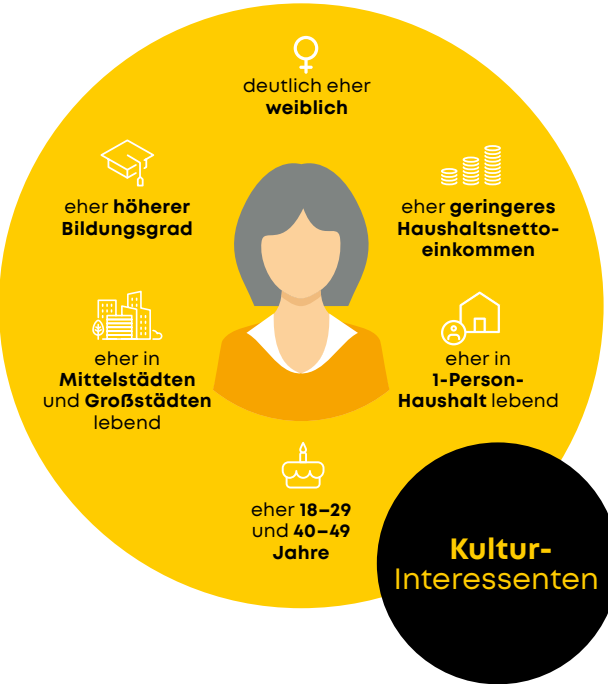 deutlich eher
weiblich
eher höherer
Bildungsgrad
eher geringeres
Haushaltsnetto-
einkommen
eher in
Mittelstädten
und Großstädten
lebend
eher in
1-Person-
Haushalt lebend
eher 18–29
und 40–49
Jahre
Kultur-
Interessenten